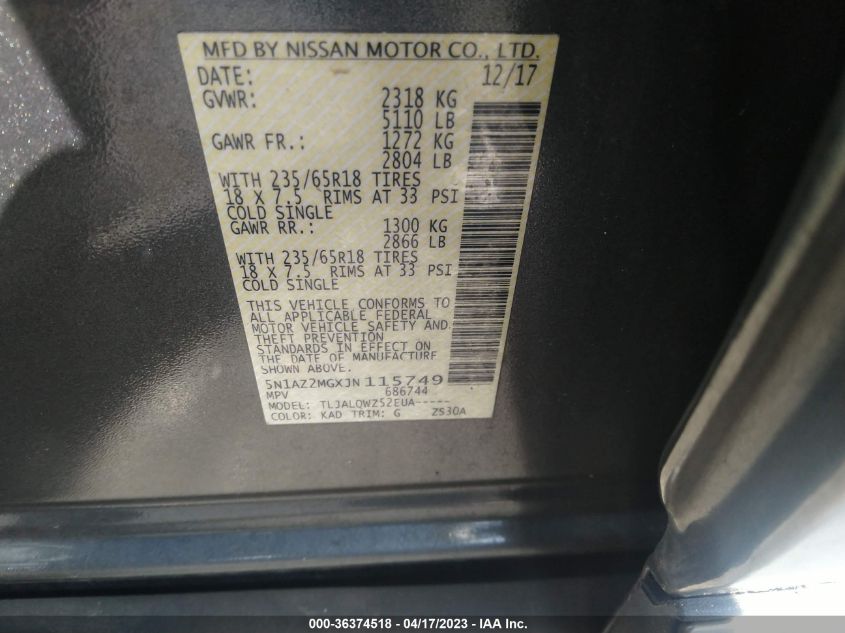 MFD BY NISSAN MOTOR CO., LTD.
DATE: 12/17
GVWR: 2318 KG
5110 LB
GAWR FR.: 1272 KG
2804 LB
WITH 235/65R18 TIRES
18 X 7.5 RIMS AT 33 PSI
COLD SINGLE
GAWR RR.: 1300 KG
2866 LB
WITH 235/65R18 TIRES
18 X 7.5 RIMS AT 33 PSI
COLD SINGLE
THIS VEHICLE CONFORMS TO
ALL APPLICABLE FEDERAL
MOTOR VEHICLE SAFETY AND
THEFT PREVENTION
STANDARDS IN EFFECT ON
THE DATE OF MANUFACTURE
SHOWN ABOVE.
5N1AZ2MGXJN115749
MPV 686744
MODEL: TLJALQWZ52EUA-----
COLOR: KAD TRIM: G ZS30A
000-36374518 - 04/17/2023 - IAA Inc.